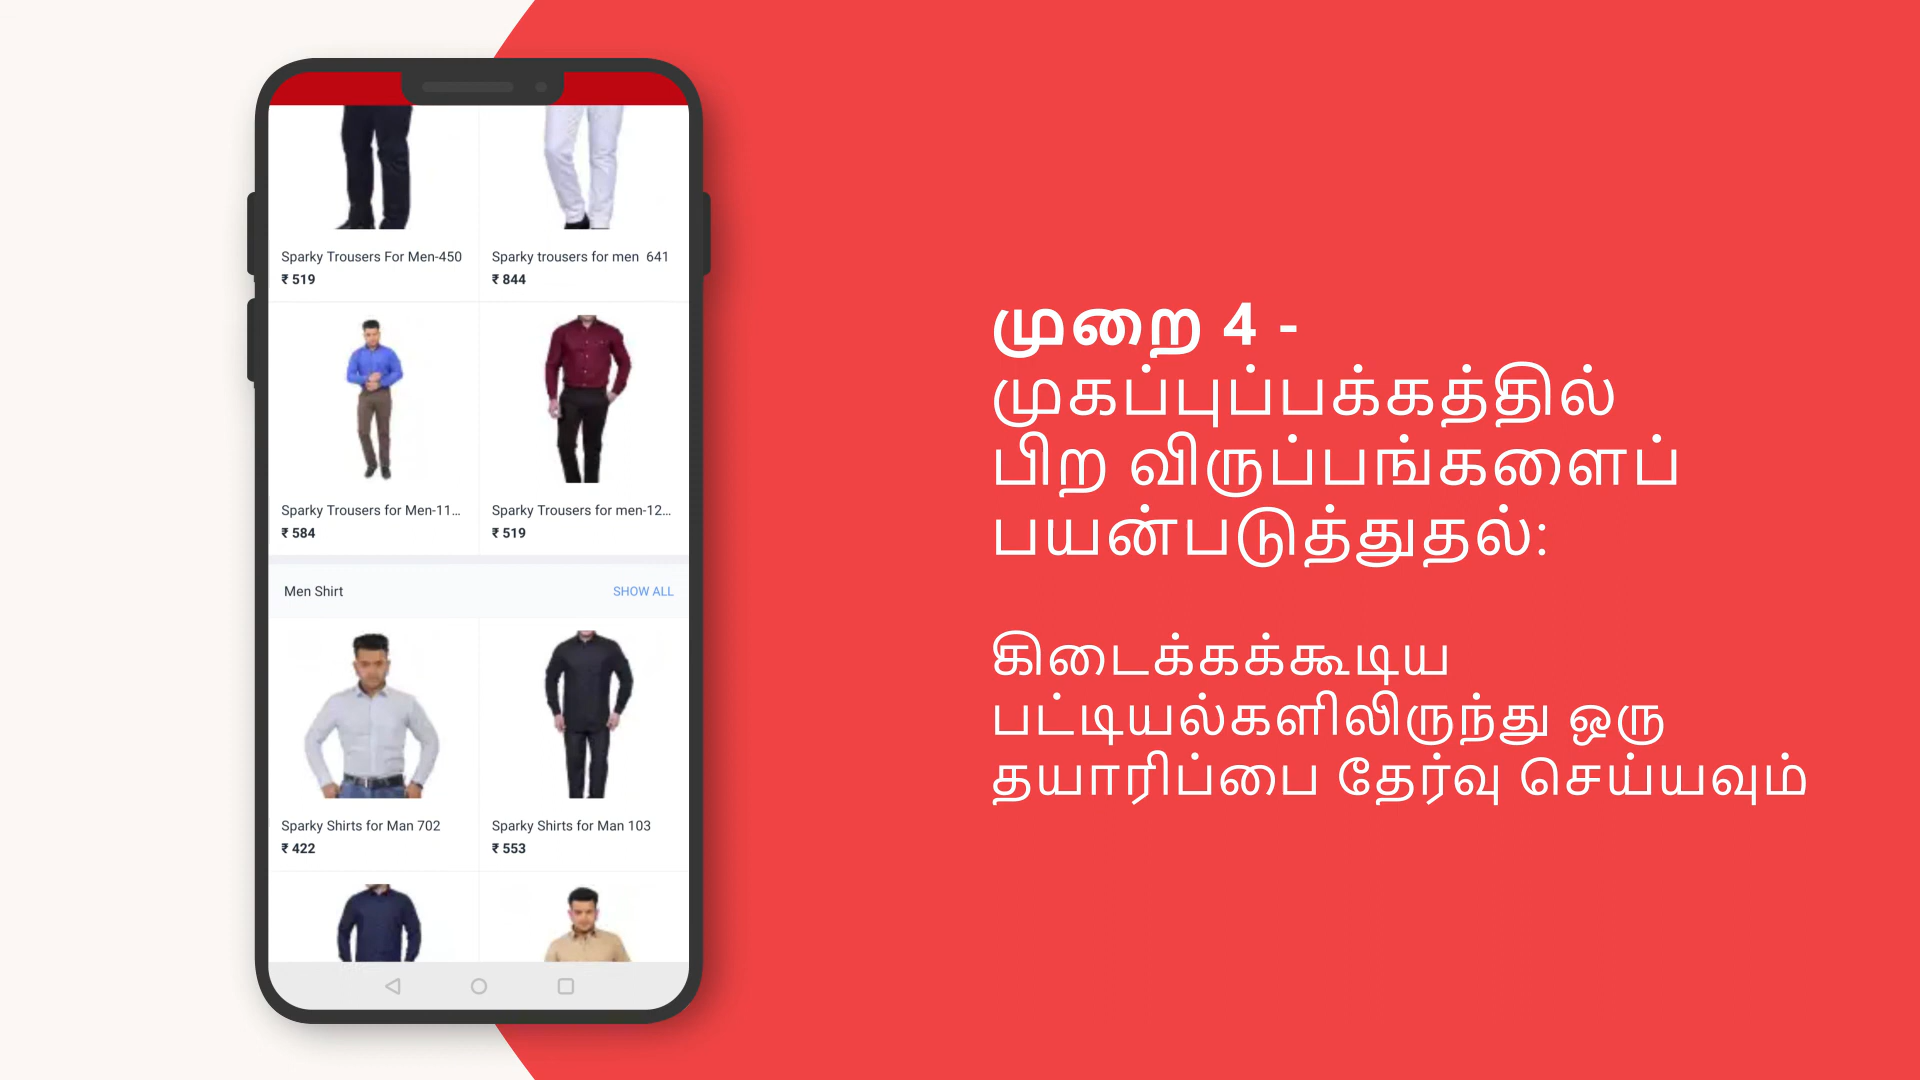 Sparky Trousers For Men-450
₹ 519
Sparky trousers for men 641
₹ 844
Sparky Trousers for Men-11...
₹ 584
Sparky Trousers for men-12...
₹ 519
Men Shirt
SHOW ALL
Sparky Shirts for Man 702
₹ 422
Sparky Shirts for Man 103
₹ 553
முறை 4 -
முகப்புப்பக்கத்தில்
பிற விருப்பங்களைப்
பயன்படுத்துதல்:
கிடைக்கக்கூடிய
பட்டியல்களிலிருந்து ஒரு
தயாரிப்பை தேர்வு செய்யவும்